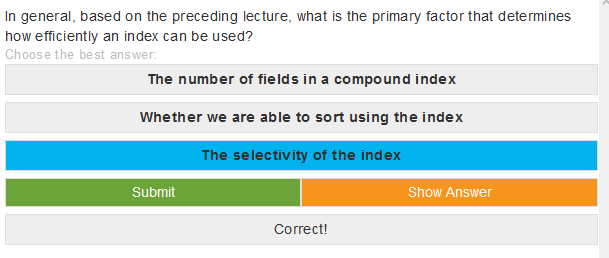 In general, based on the preceding lecture, what is the primary factor that determines
how efficiently an index can be used?
Choose the best answer:
The number of fields in a compound index
Whether we are able to sort using the index
The selectivity of the index
Submit Show Answer
Correct!